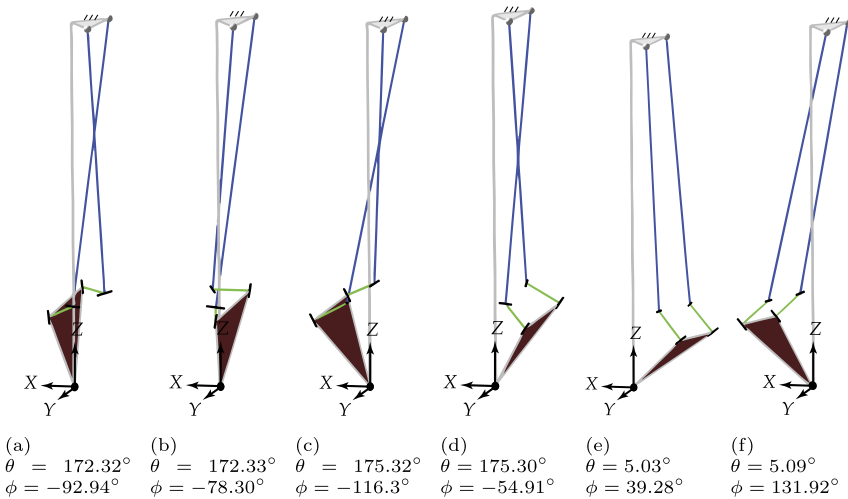 Z Z Z Z Z Z
X X X X X X
Y Y Y Y Y Y
(a) (b) (c) (d) (e) (f)
θ = 172.32° θ = 172.33° θ = 175.32° θ = 175.30° θ = 5.03° θ = 5.09°
ϕ = −92.94° ϕ = −78.30° ϕ = −116.3° ϕ = −54.91° ϕ = 39.28° ϕ = 131.92°